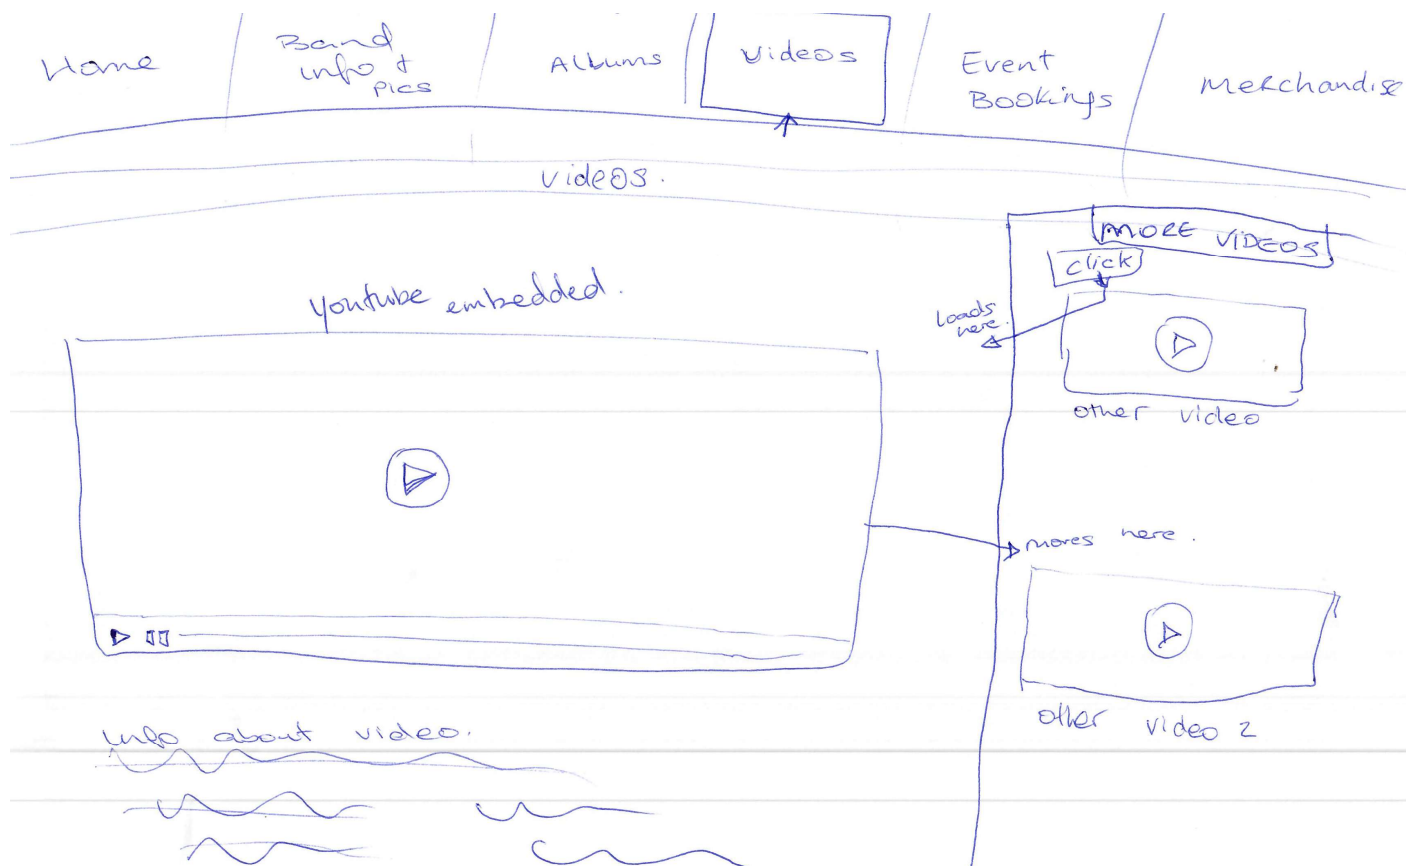 Home
Band
info +
pics
Albums
Videos
Event
Bookings
Merchandise
Videos.
MORE VIDEOS
click
Youtube embedded.
Loads
here.
other video
moves here.
other video 2
info about video.